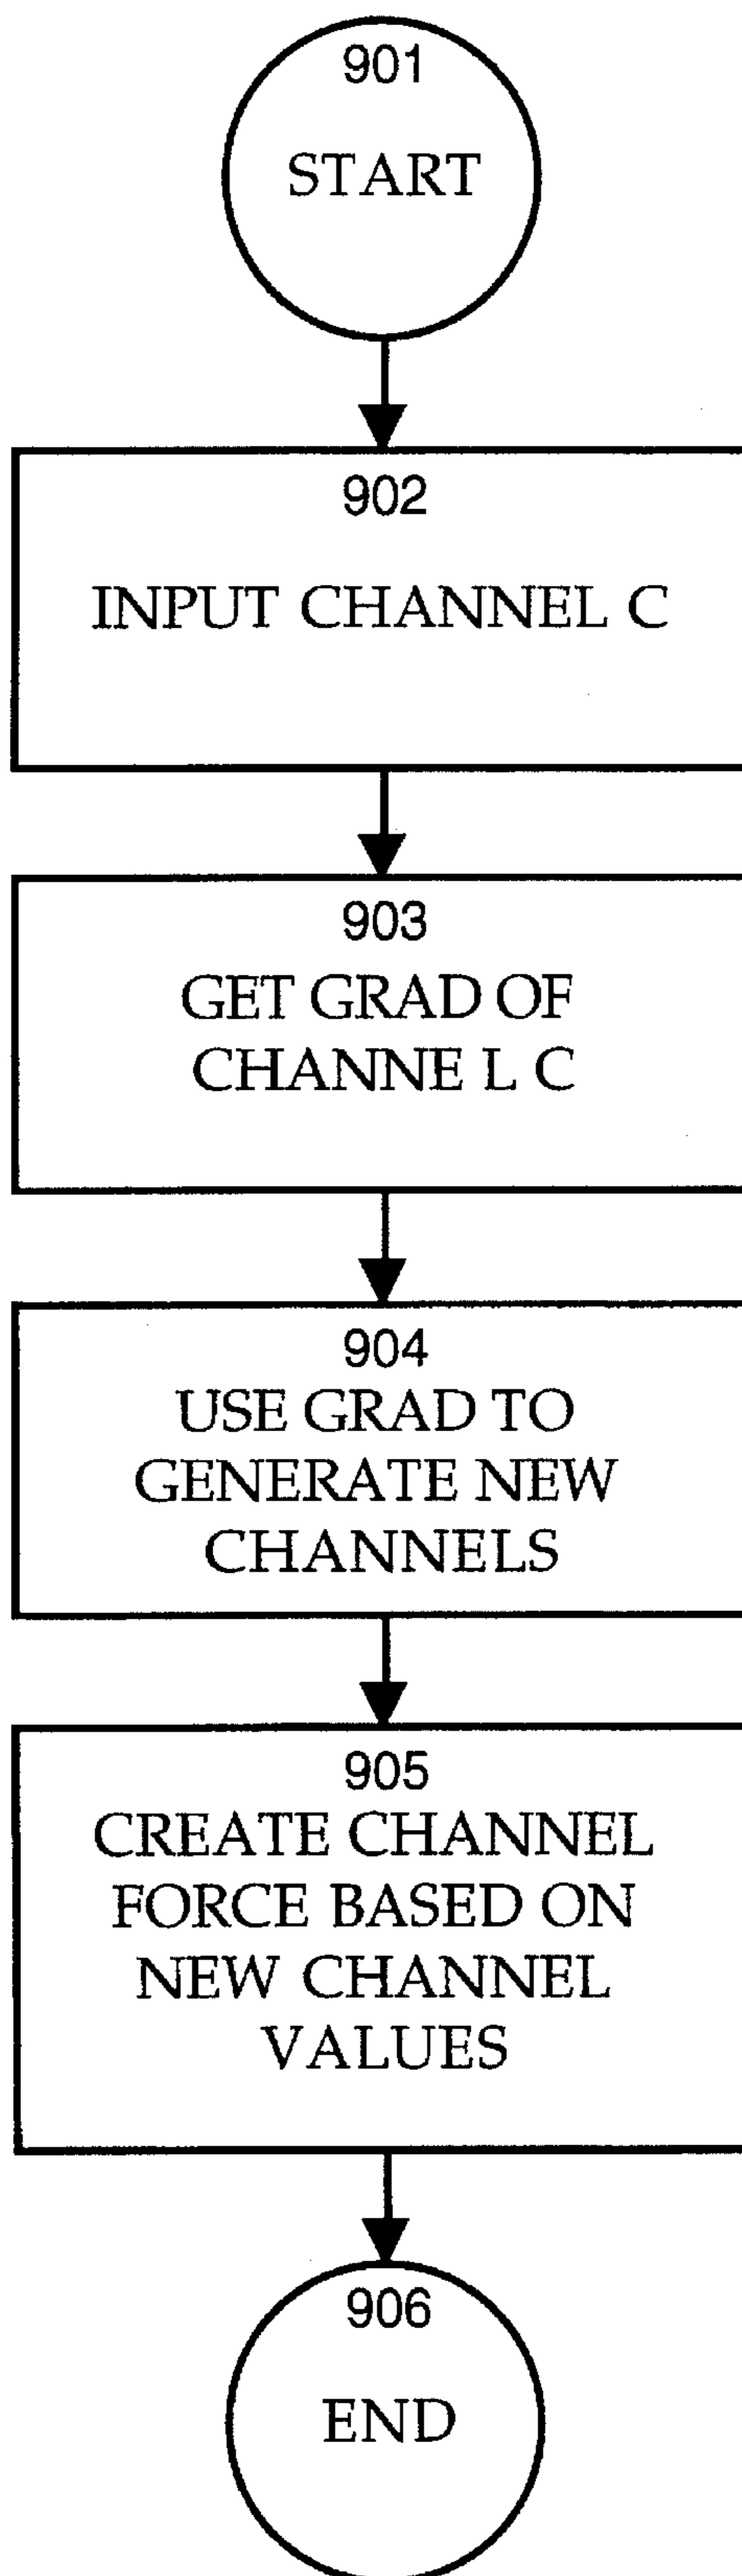 901
START
902
INPUT CHANNEL C
903
GET GRAD OF
CHANNE L C
904
USE GRAD TO
GENERATE NEW
CHANNELS
905
CREATE CHANNEL
FORCE BASED ON
NEW CHANNEL
VALUES
906
END